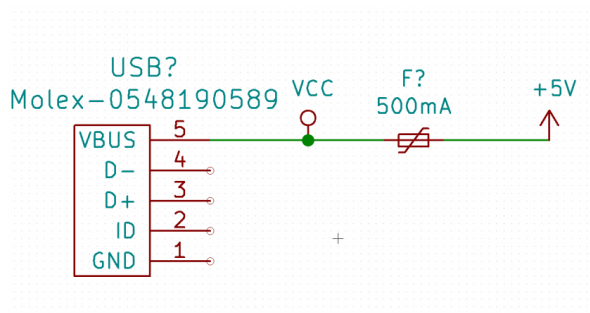 USB?
Molex-0548190589
VCC
F?
500mA
+5V
VBUS 5
D- 4
D+ 3
ID 2
GND 1